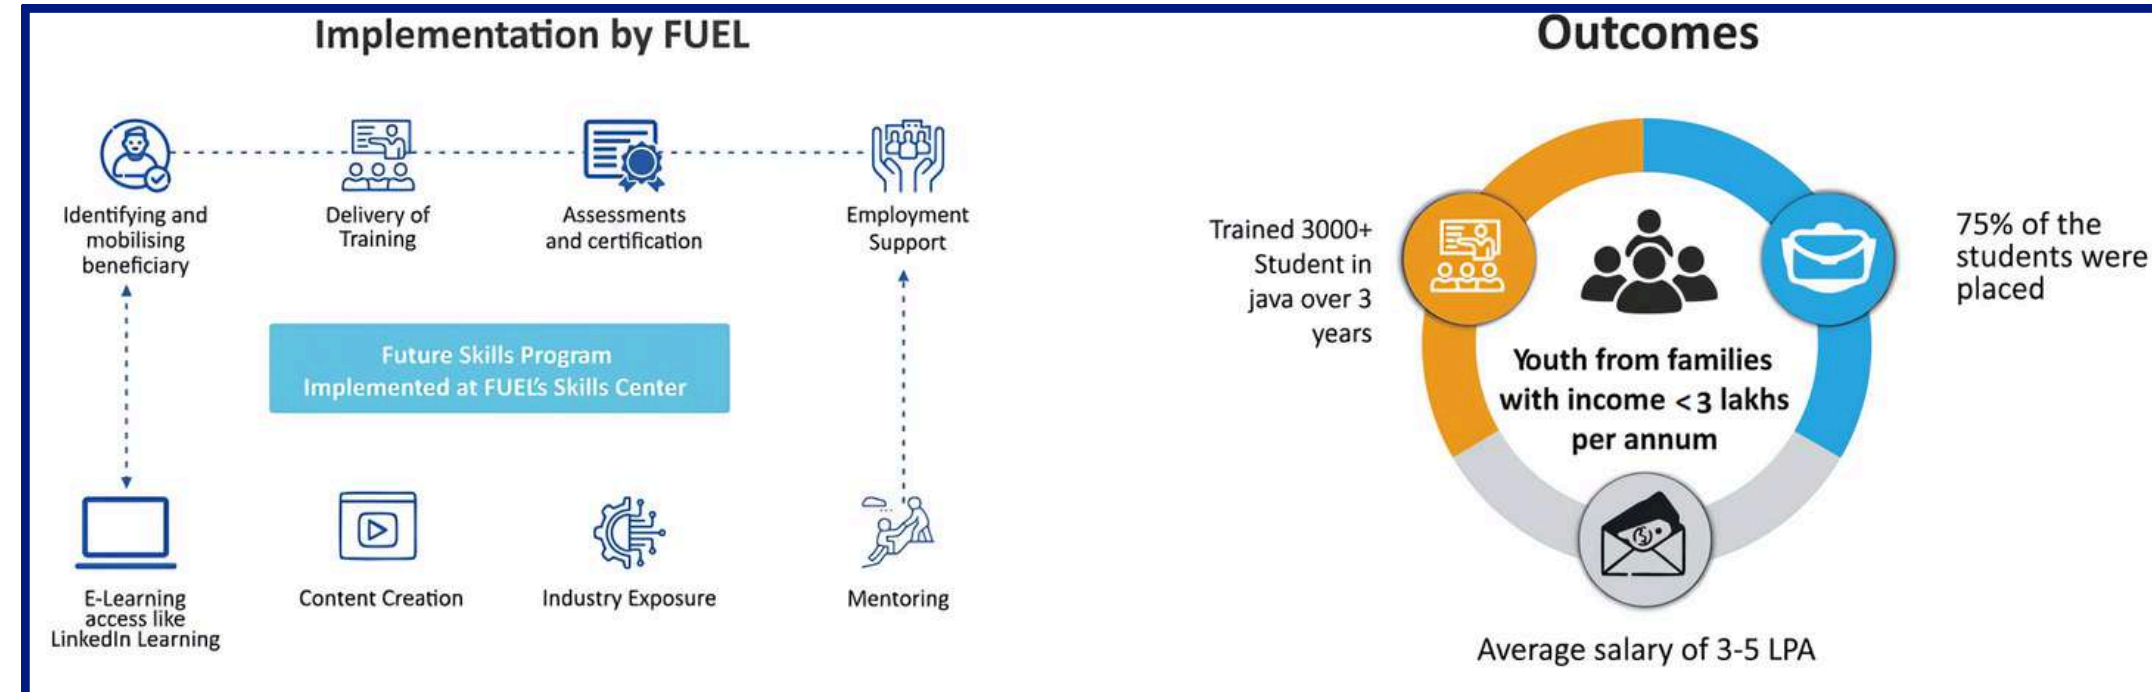 Implementation by FUEL
Identifying and
mobilising
beneficiary
Delivery of
Training
Assessments
and certification
Employment
Support
Future Skills Program
Implemented at FUEL's Skills Center
E-Learning
access like
LinkedIn Learning
Content Creation
Industry Exposure
Mentoring
Outcomes
Trained 3000+
Student in
java over 3
years
75% of the
students were
placed
Youth from families
with income < 3 lakhs
per annum
Average salary of 3-5 LPA